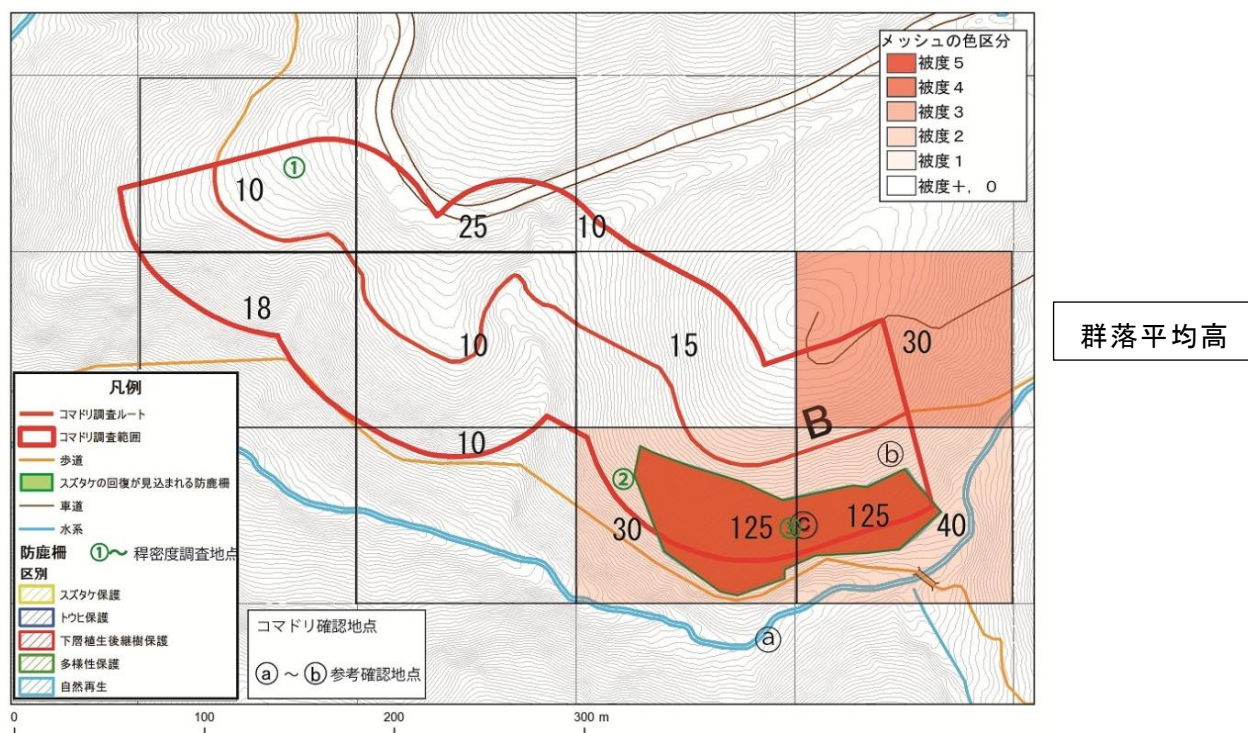 メッシュの色区分
被度5
被度4
被度3
被度2
被度1
被度+, 0
①
10
25
10
18
10
15
30
群落平均高
B
10
ⓑ
②
30
125
③
ⓒ
125
40
ⓐ
凡例
コマドリ調査ルート
コマドリ調査範囲
歩道
スズタケの回復が見込まれる防鹿柵
車道
水系
防鹿柵 ①～ 稈密度調査地点
区別
スズタケ保護
トウヒ保護
下層植生後継樹保護
多様性保護
自然再生
コマドリ確認地点
ⓐ～ⓑ参考確認地点
0 100 200 300 m